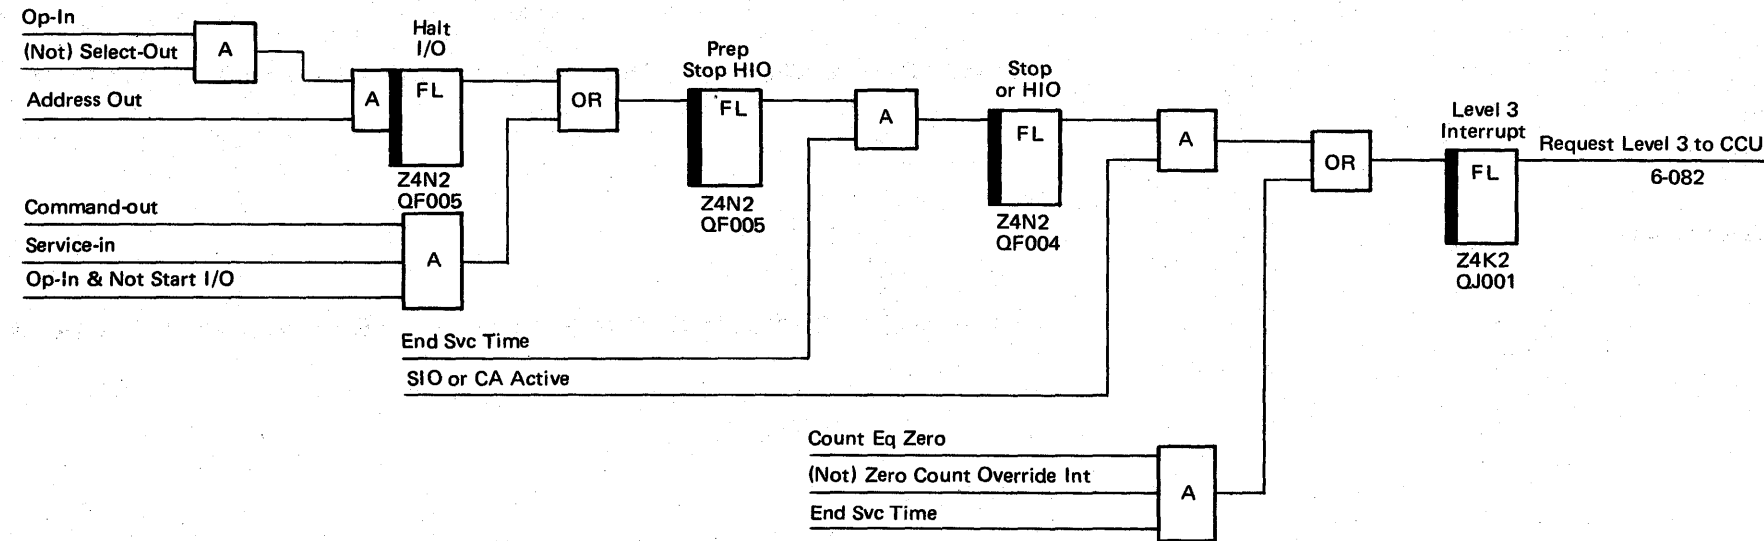 Op-In
(Not) Select-Out
A
Address Out
Halt
I/O
A
FL
Z4N2
QF005
Command-out
Service-in
Op-In & Not Start I/O
A
OR
Prep
Stop HIO
FL
Z4N2
QF005
End Svc Time
SIO or CA Active
A
Stop
or HIO
FL
Z4N2
QF004
A
Count Eq Zero
(Not) Zero Count Override Int
End Svc Time
A
OR
Level 3
Interrupt
FL
Z4K2
QJ001
Request Level 3 to CCU
6-082